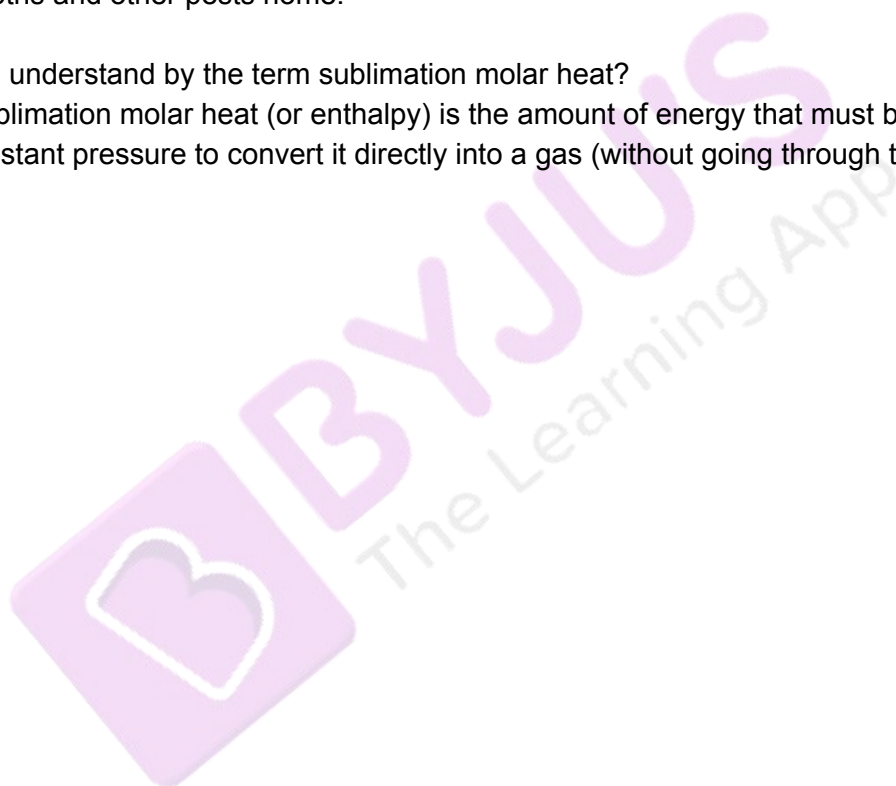 and other pests home.
understand by the term sublimation molar heat?
blimation molar heat (or enthalpy) is the amount of energy that must b
stant pressure to convert it directly into a gas (without going through t
BYJU'S
The Learning App
B